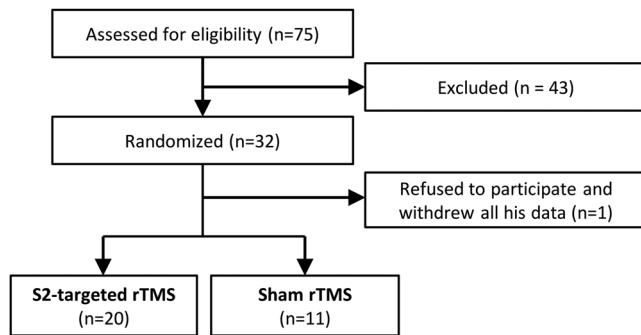 Assessed for eligibility (n=75)
Excluded (n = 43)
Randomized (n=32)
Refused to participate and
withdrew all his data (n=1)
S2-targeted rTMS
(n=20)
Sham rTMS
(n=11)